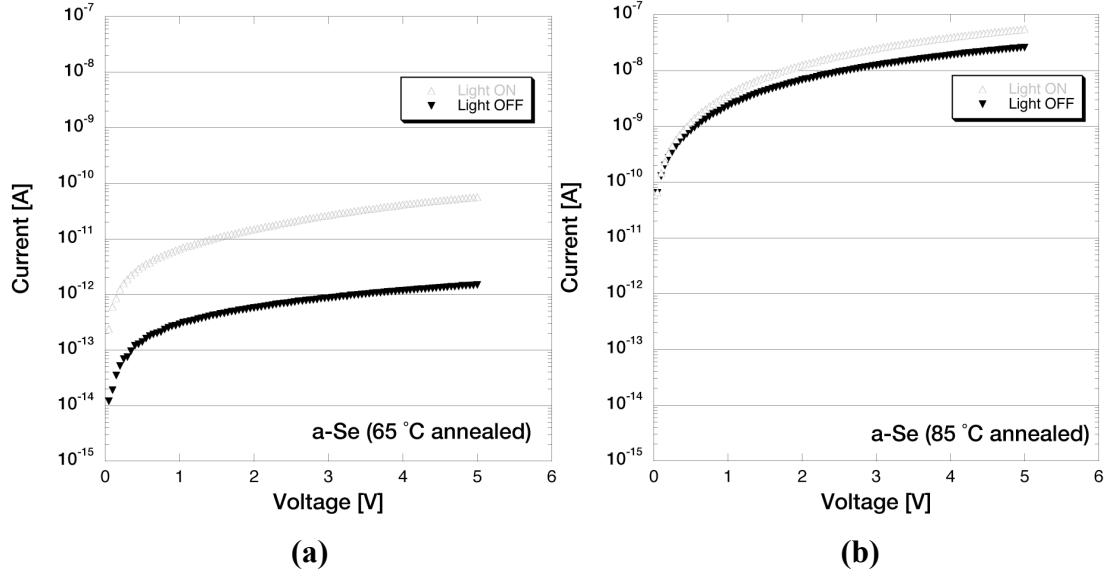 10⁻⁷
10⁻⁸
10⁻⁹
10⁻¹⁰
10⁻¹¹
10⁻¹²
10⁻¹³
10⁻¹⁴
10⁻¹⁵
Current [A]
Light ON
Light OFF
a-Se (65 °C annealed)
0 1 2 3 4 5 6
Voltage [V]
(a)
10⁻⁷
10⁻⁸
10⁻⁹
10⁻¹⁰
10⁻¹¹
10⁻¹²
10⁻¹³
10⁻¹⁴
10⁻¹⁵
Current [A]
Light ON
Light OFF
a-Se (85 °C annealed)
0 1 2 3 4 5 6
Voltage [V]
(b)